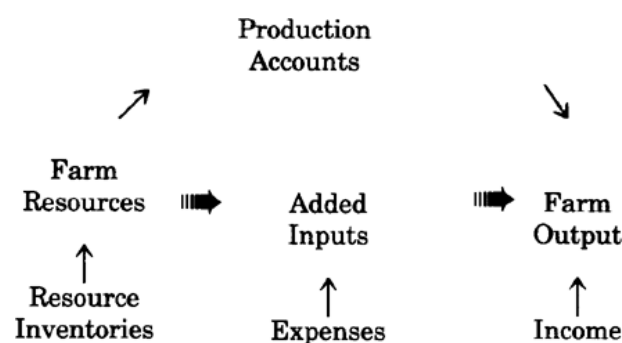 Production
Accounts
Farm
Resources
Added
Inputs
Farm
Output
Resource
Inventories
Expenses
Income